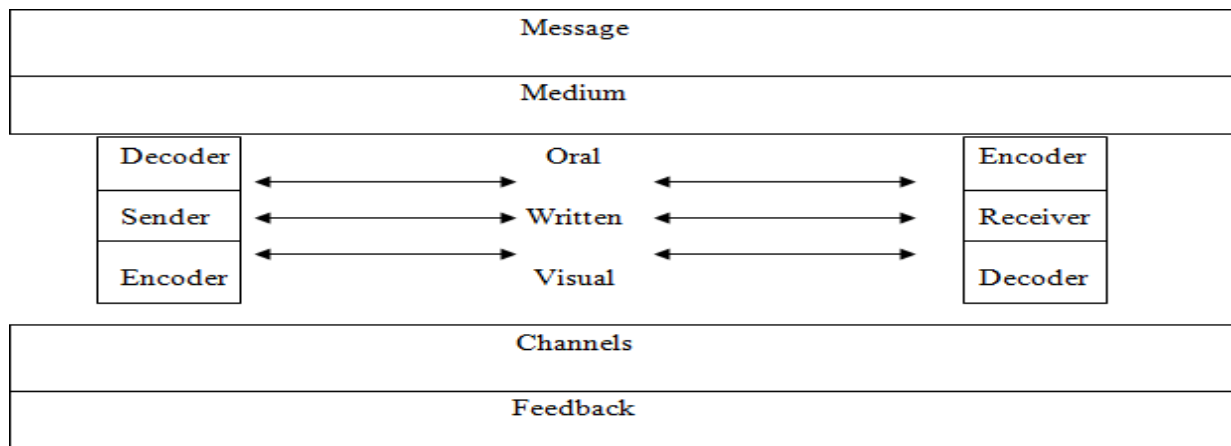 Message
Medium
Decoder Oral Encoder
Sender Written Receiver
Encoder Visual Decoder
Channels
Feedback